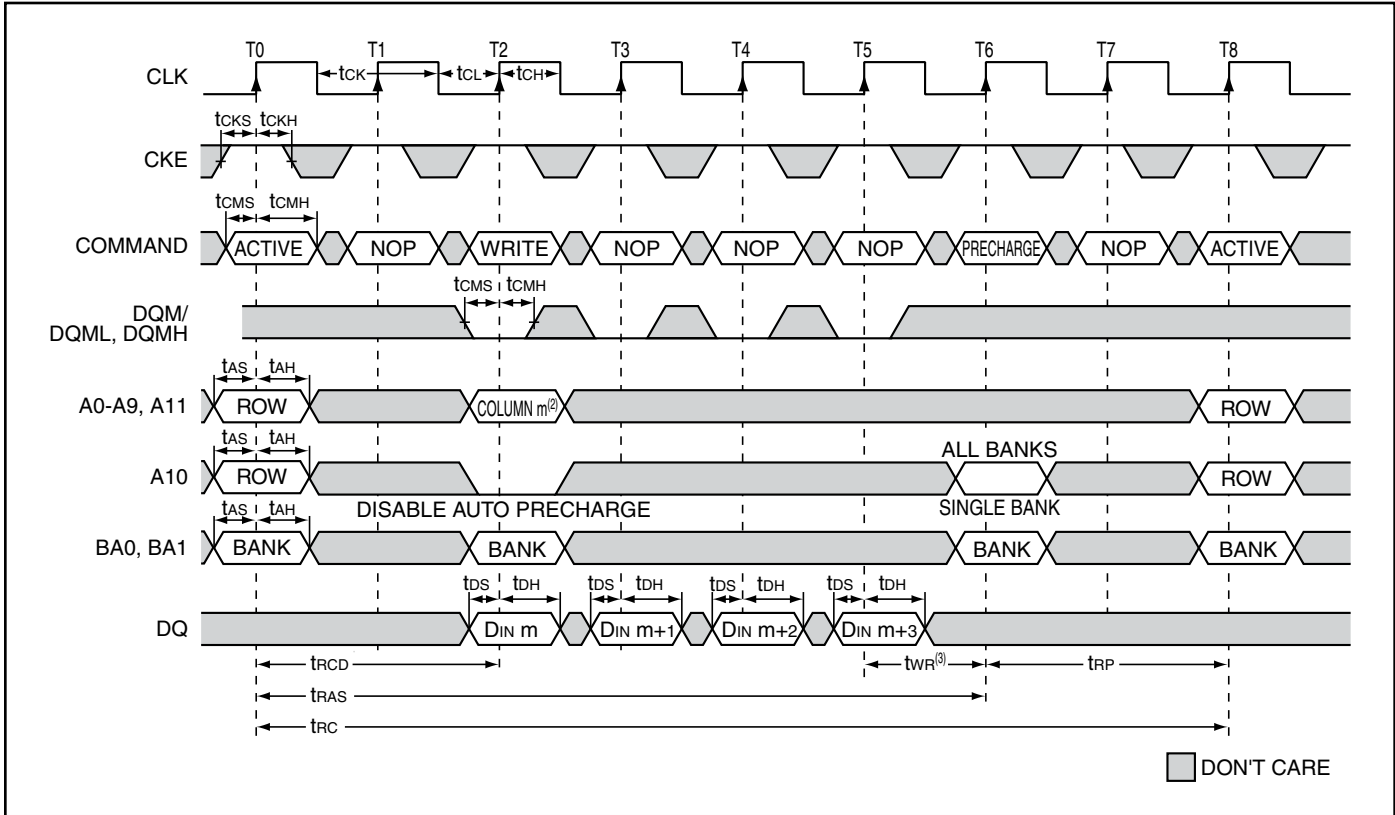 T0 T1 T2 T3 T4 T5 T6 T7 T8
CLK tCK tCL tCH
tCKS tCKH
CKE
tCMS tCMH
COMMAND ACTIVE NOP WRITE NOP NOP NOP PRECHARGE NOP ACTIVE
tCMS tCMH
DQM/
DQML, DQMH
tAS tAH
A0-A9, A11 ROW COLUMN m(2) ROW
tAS tAH ALL BANKS
A10 ROW ROW
tAS tAH DISABLE AUTO PRECHARGE SINGLE BANK
BA0, BA1 BANK BANK BANK BANK
tDS tDH tDS tDH tDS tDH tDS tDH
DQ DIN m DIN m+1 DIN m+2 DIN m+3
tRCD tWR(3) tRP
tRAS
tRC
DON'T CARE